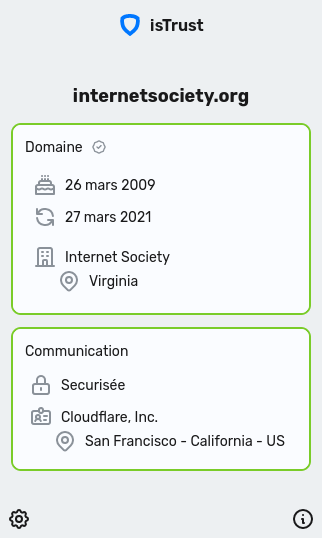 isTrust
internetsociety.org
Domaine
26 mars 2009
27 mars 2021
Internet Society
Virginia
Communication
Securisée
Cloudflare, Inc.
San Francisco - California - US